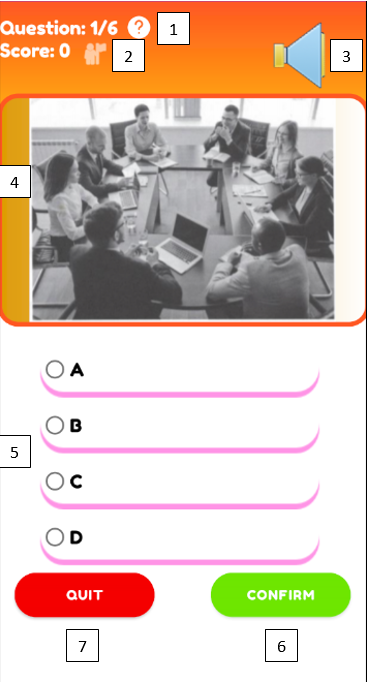 Question: 1/6 ? 1
Score: 0 2
3
4
A
B
5
C
D
QUIT CONFIRM
7 6